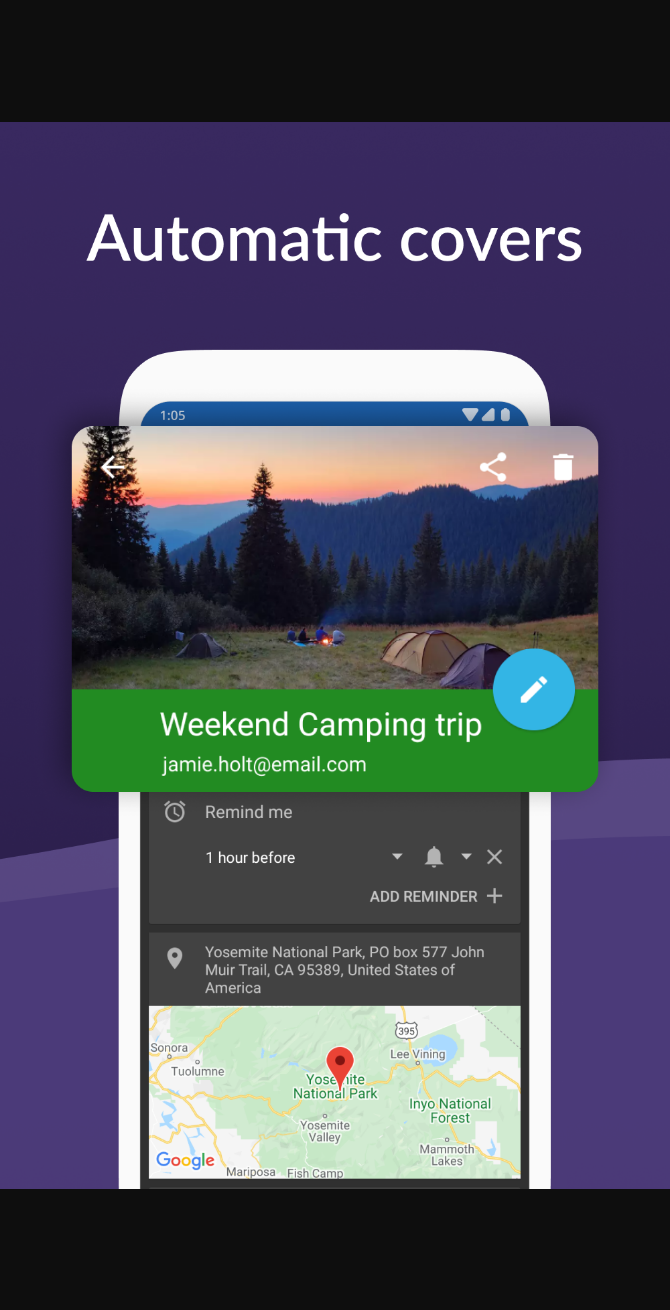 Automatic covers
1:05
Weekend Camping trip
jamie.holt@email.com
Remind me
1 hour before
ADD REMINDER
Yosemite National Park, PO box 577 John
Muir Trail, CA 95389, United States of
America
395
Sonora
Lee Vining
Tuolumne
Yosemite
National Park
Inyo National
Forest
Yosemite
Valley
Mammoth
Lakes
Google
Mariposa
Fish Camp